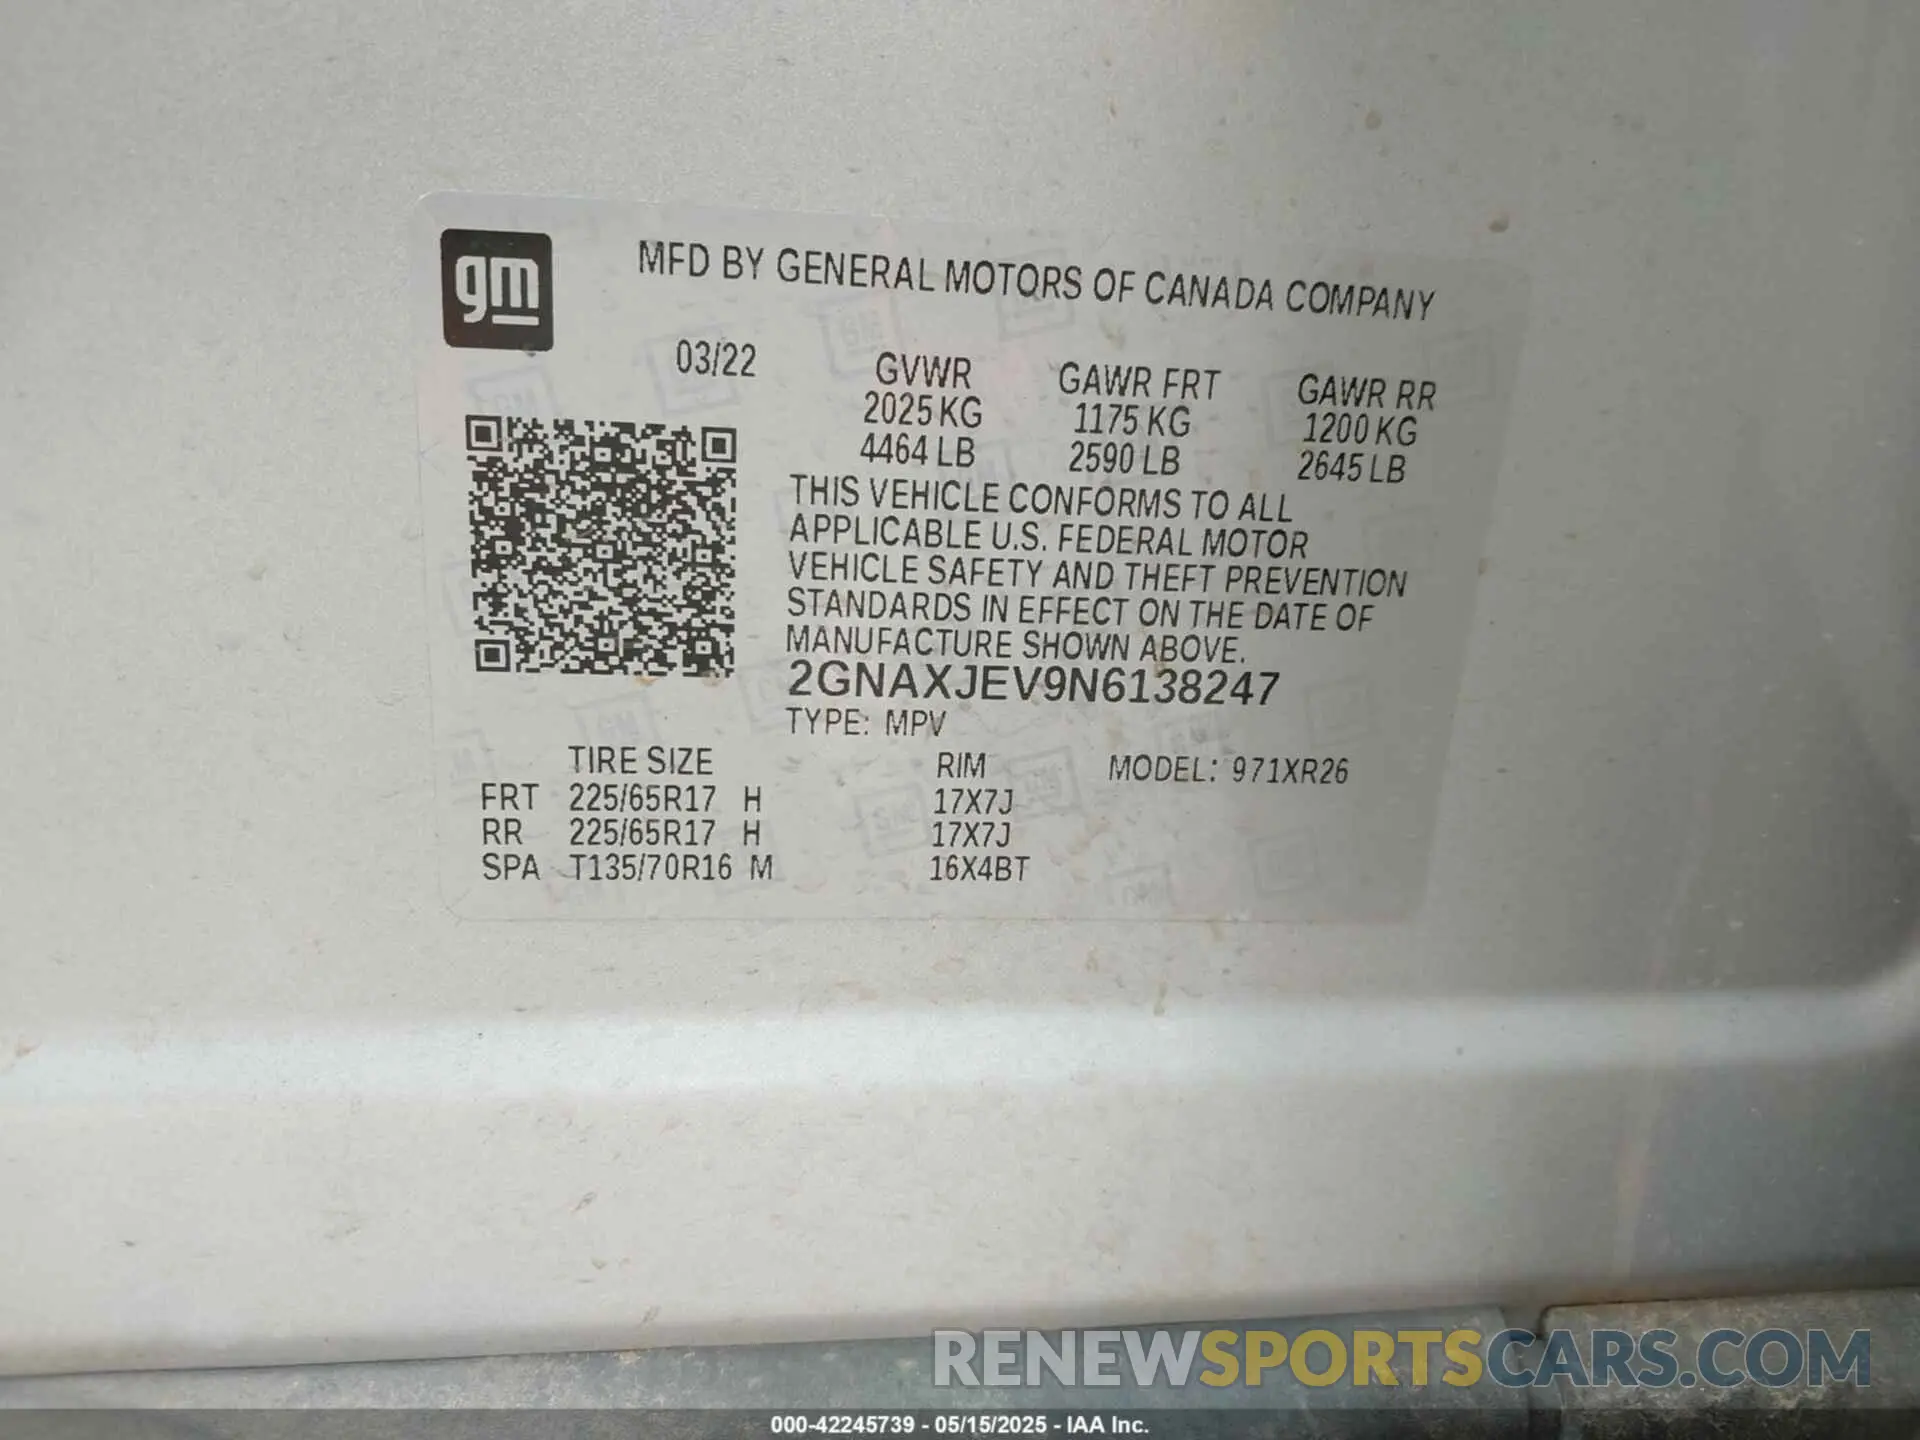 gm
MFD BY GENERAL MOTORS OF CANADA COMPANY
03/22
GVWR GAWR FRT GAWR RR
2025 KG 1175 KG 1200 KG
4464 LB 2590 LB 2645 LB
THIS VEHICLE CONFORMS TO ALL
APPLICABLE U.S. FEDERAL MOTOR
VEHICLE SAFETY AND THEFT PREVENTION
STANDARDS IN EFFECT ON THE DATE OF
MANUFACTURE SHOWN ABOVE.
2GNAXJEV9N6138247
TYPE: MPV
TIRE SIZE RIM MODEL: 971XR26
FRT 225/65R17 H 17X7J
RR 225/65R17 H 17X7J
SPA T135/70R16 M 16X4BT
RENEWSPORTSCARS.COM
000-42245739 - 05/15/2025 - IAA Inc.